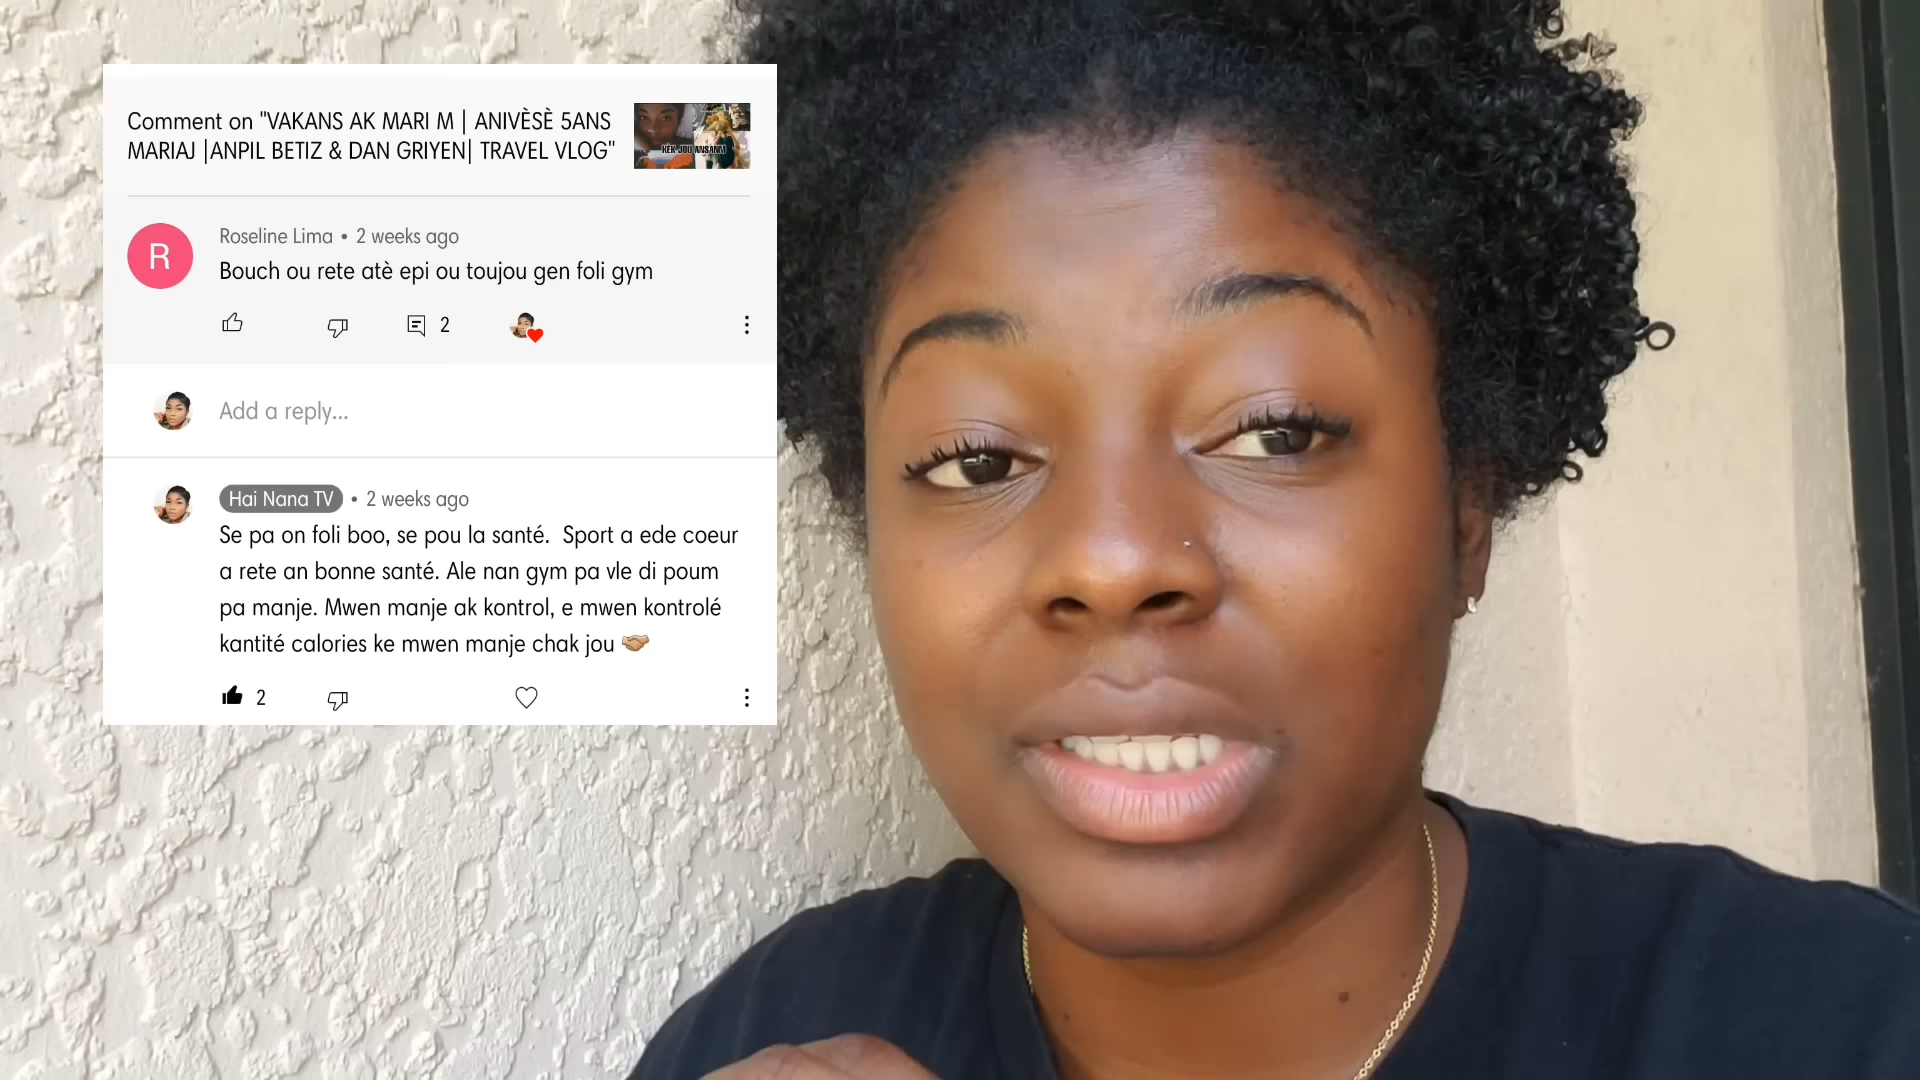 Comment on "VAKANS AK MARI M | ANIVÈSÈ 5ANS
MARIAJ |ANPIL BETIZ & DAN GRIYEN| TRAVEL VLOG"
KÈK JOU ANSANM
R
Roseline Lima • 2 weeks ago
Bouch ou rete atè epi ou toujou gen foli gym
2
Add a reply...
Hai Nana TV • 2 weeks ago
Se pa on foli boo, se pou la santé.  Sport a ede coeur
a rete an bonne santé. Ale nan gym pa vle di poum
pa manje. Mwen manje ak kontrol, e mwen kontrolé
kantité calories ke mwen manje chak jou 🤝🏼
2